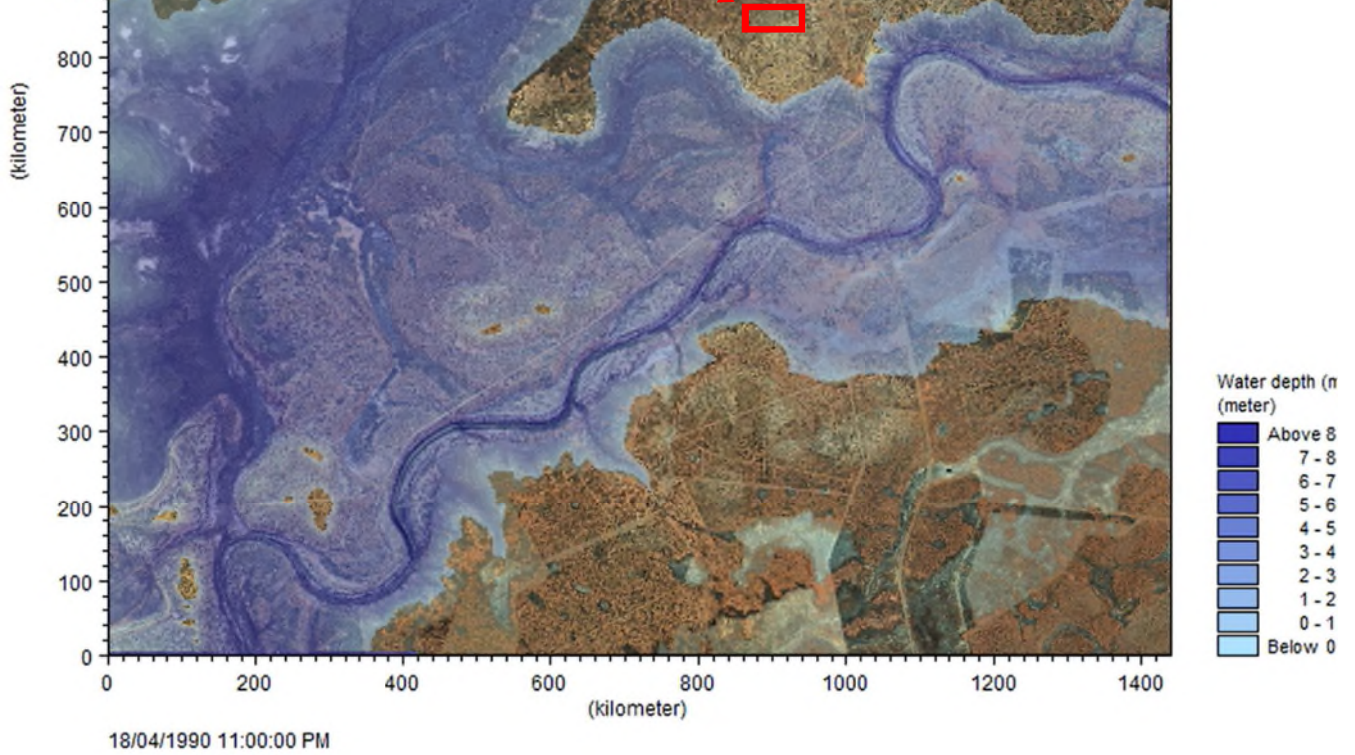 800
700
600
500
400
300
200
100
0
(kilometer)
0 200 400 600 800 1000 1200 1400
(kilometer)
18/04/1990 11:00:00 PM
Water depth (m
(meter)
Above 8
7 - 8
6 - 7
5 - 6
4 - 5
3 - 4
2 - 3
1 - 2
0 - 1
Below 0